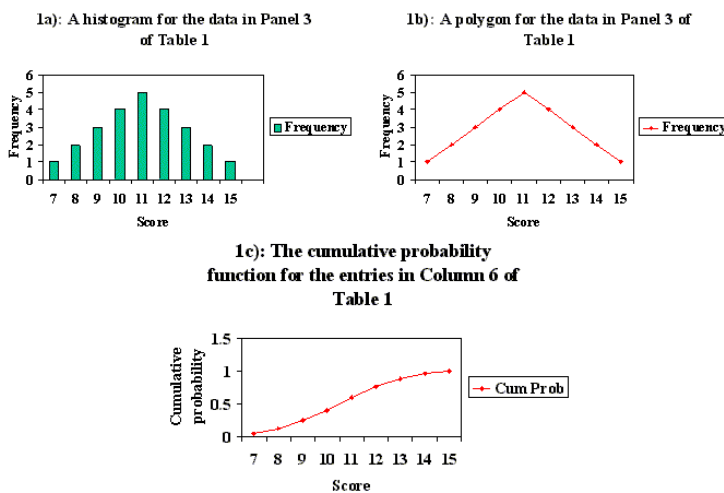 1a): A histogram for the data in Panel 3
of Table 1
6
5
4
3
2
1
0
Frequency
7 8 9 10 11 12 13 14 15
Score
Frequency
1b): A polygon for the data in Panel 3 of
Table 1
6
5
4
3
2
1
0
Frequency
7 8 9 10 11 12 13 14 15
Score
Frequency
1c): The cumulative probability
function for the entries in Column 6 of
Table 1
1.5
1
0.5
0
Cumulative
probability
7 8 9 10 11 12 13 14 15
Score
Cum Prob